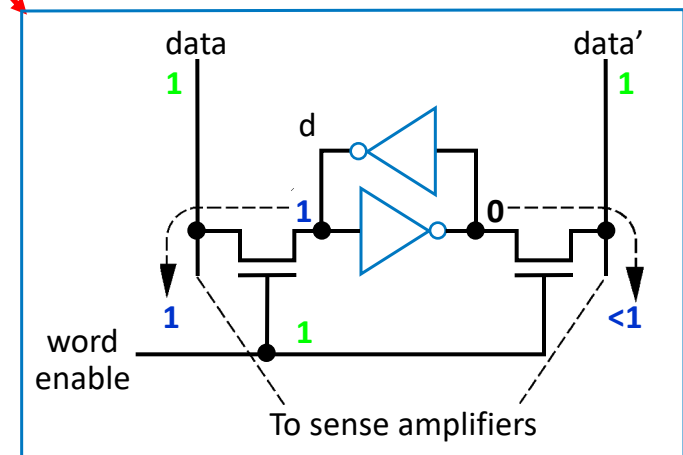 data data’
1 1
d
1 0
1 <1
1
word
enable
To sense amplifiers